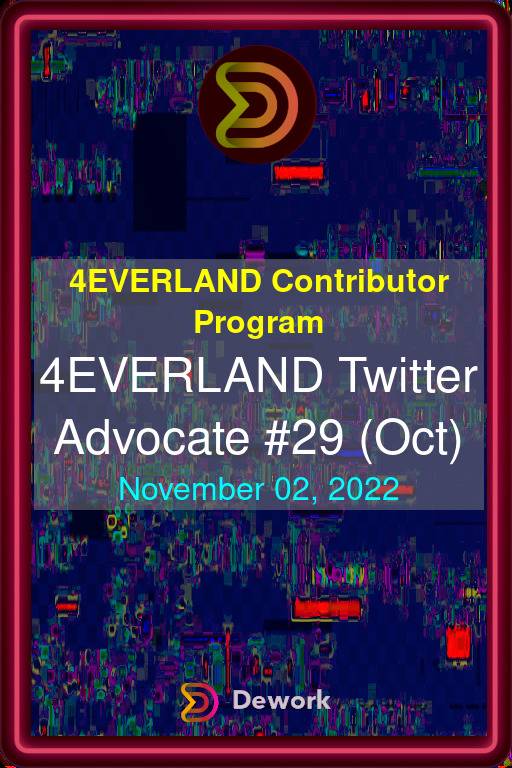 4EVERLAND Contributor
Program
4EVERLAND Twitter
Advocate #29 (Oct)
November 02, 2022
Dework